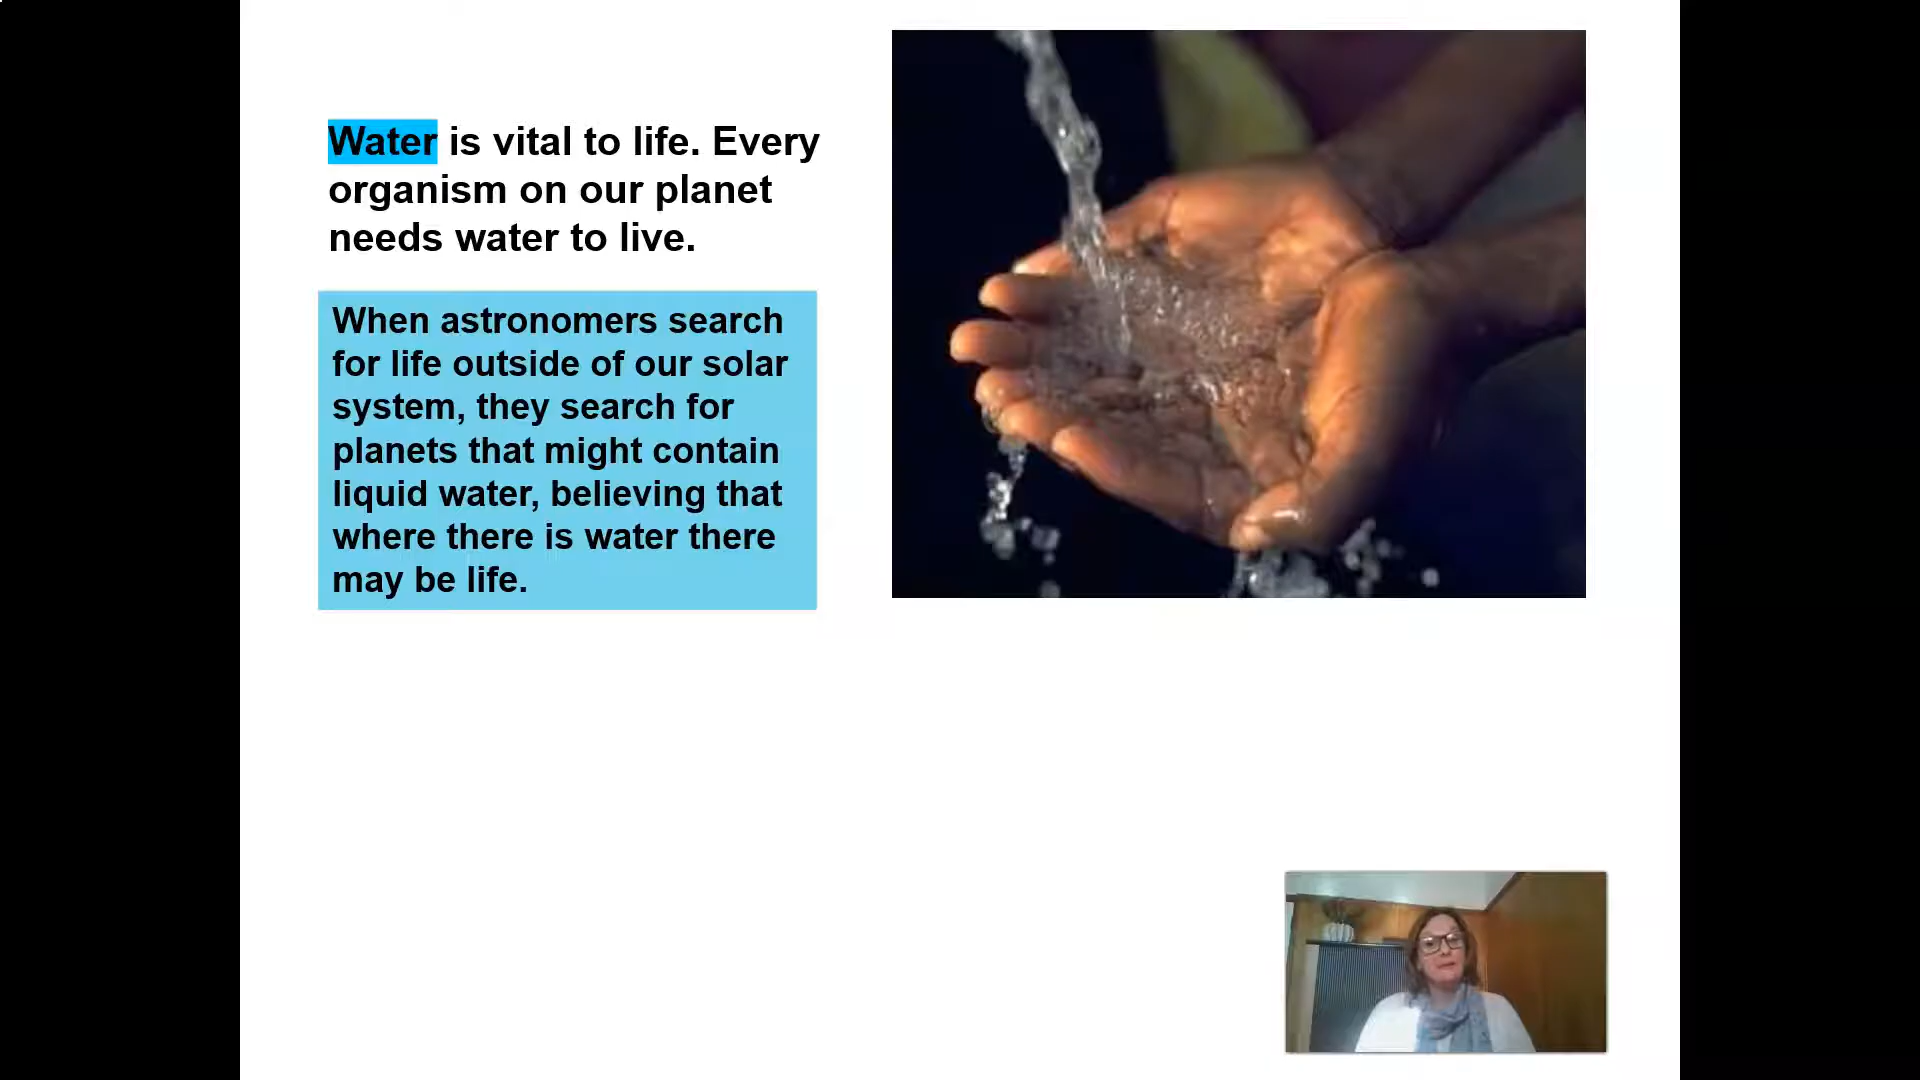 Water is vital to life. Every
organism on our planet
needs water to live.
When astronomers search
for life outside of our solar
system, they search for
planets that might contain
liquid water, believing that
where there is water there
may be life.